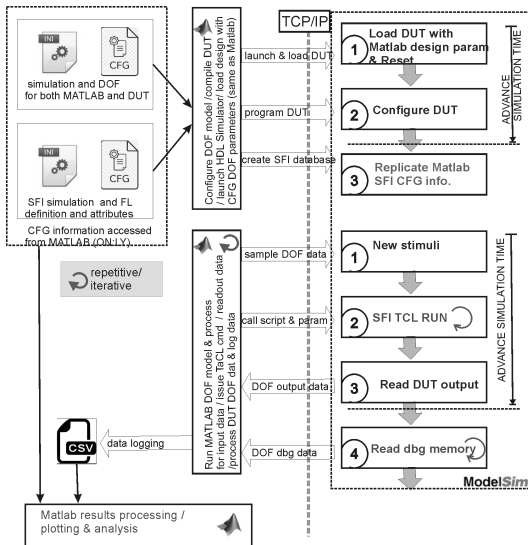 TCP/IP
INI
CFG
simulation and DOF
for both MATLAB and DUT
INI
CFG
SFI simulation and FL
definition and attributes
CFG information accessed
from MATLAB (ON:LY)
repetitive/
iterative
Configure DOF model /compile DUT
/ launch HDL Simulator/ load design with
CFG DOF parameters (same as Matlab)
launch & load DUT
program DUT
create SFI database
1
Load DUT with
Matlab design param
& Reset
2
Configure DUT
3
Replicate Matlab
SFI CFG info.
ADVANCE
SIMULATION TIME
Run MATLAB DOF model & process
for input data / issue TaCL cmd / readout data
/process DUT DOF dat & log data
sample DOF data
call script & param
DOF output data
DOF dbg data
data logging
CSV
1
New stimuli
2
SFI TCL RUN
3
Read DUT output
4
Read dbg memory
ADVANCE SIMULATION TIME
ModelSim
Matlab results processing /
plotting & analysis